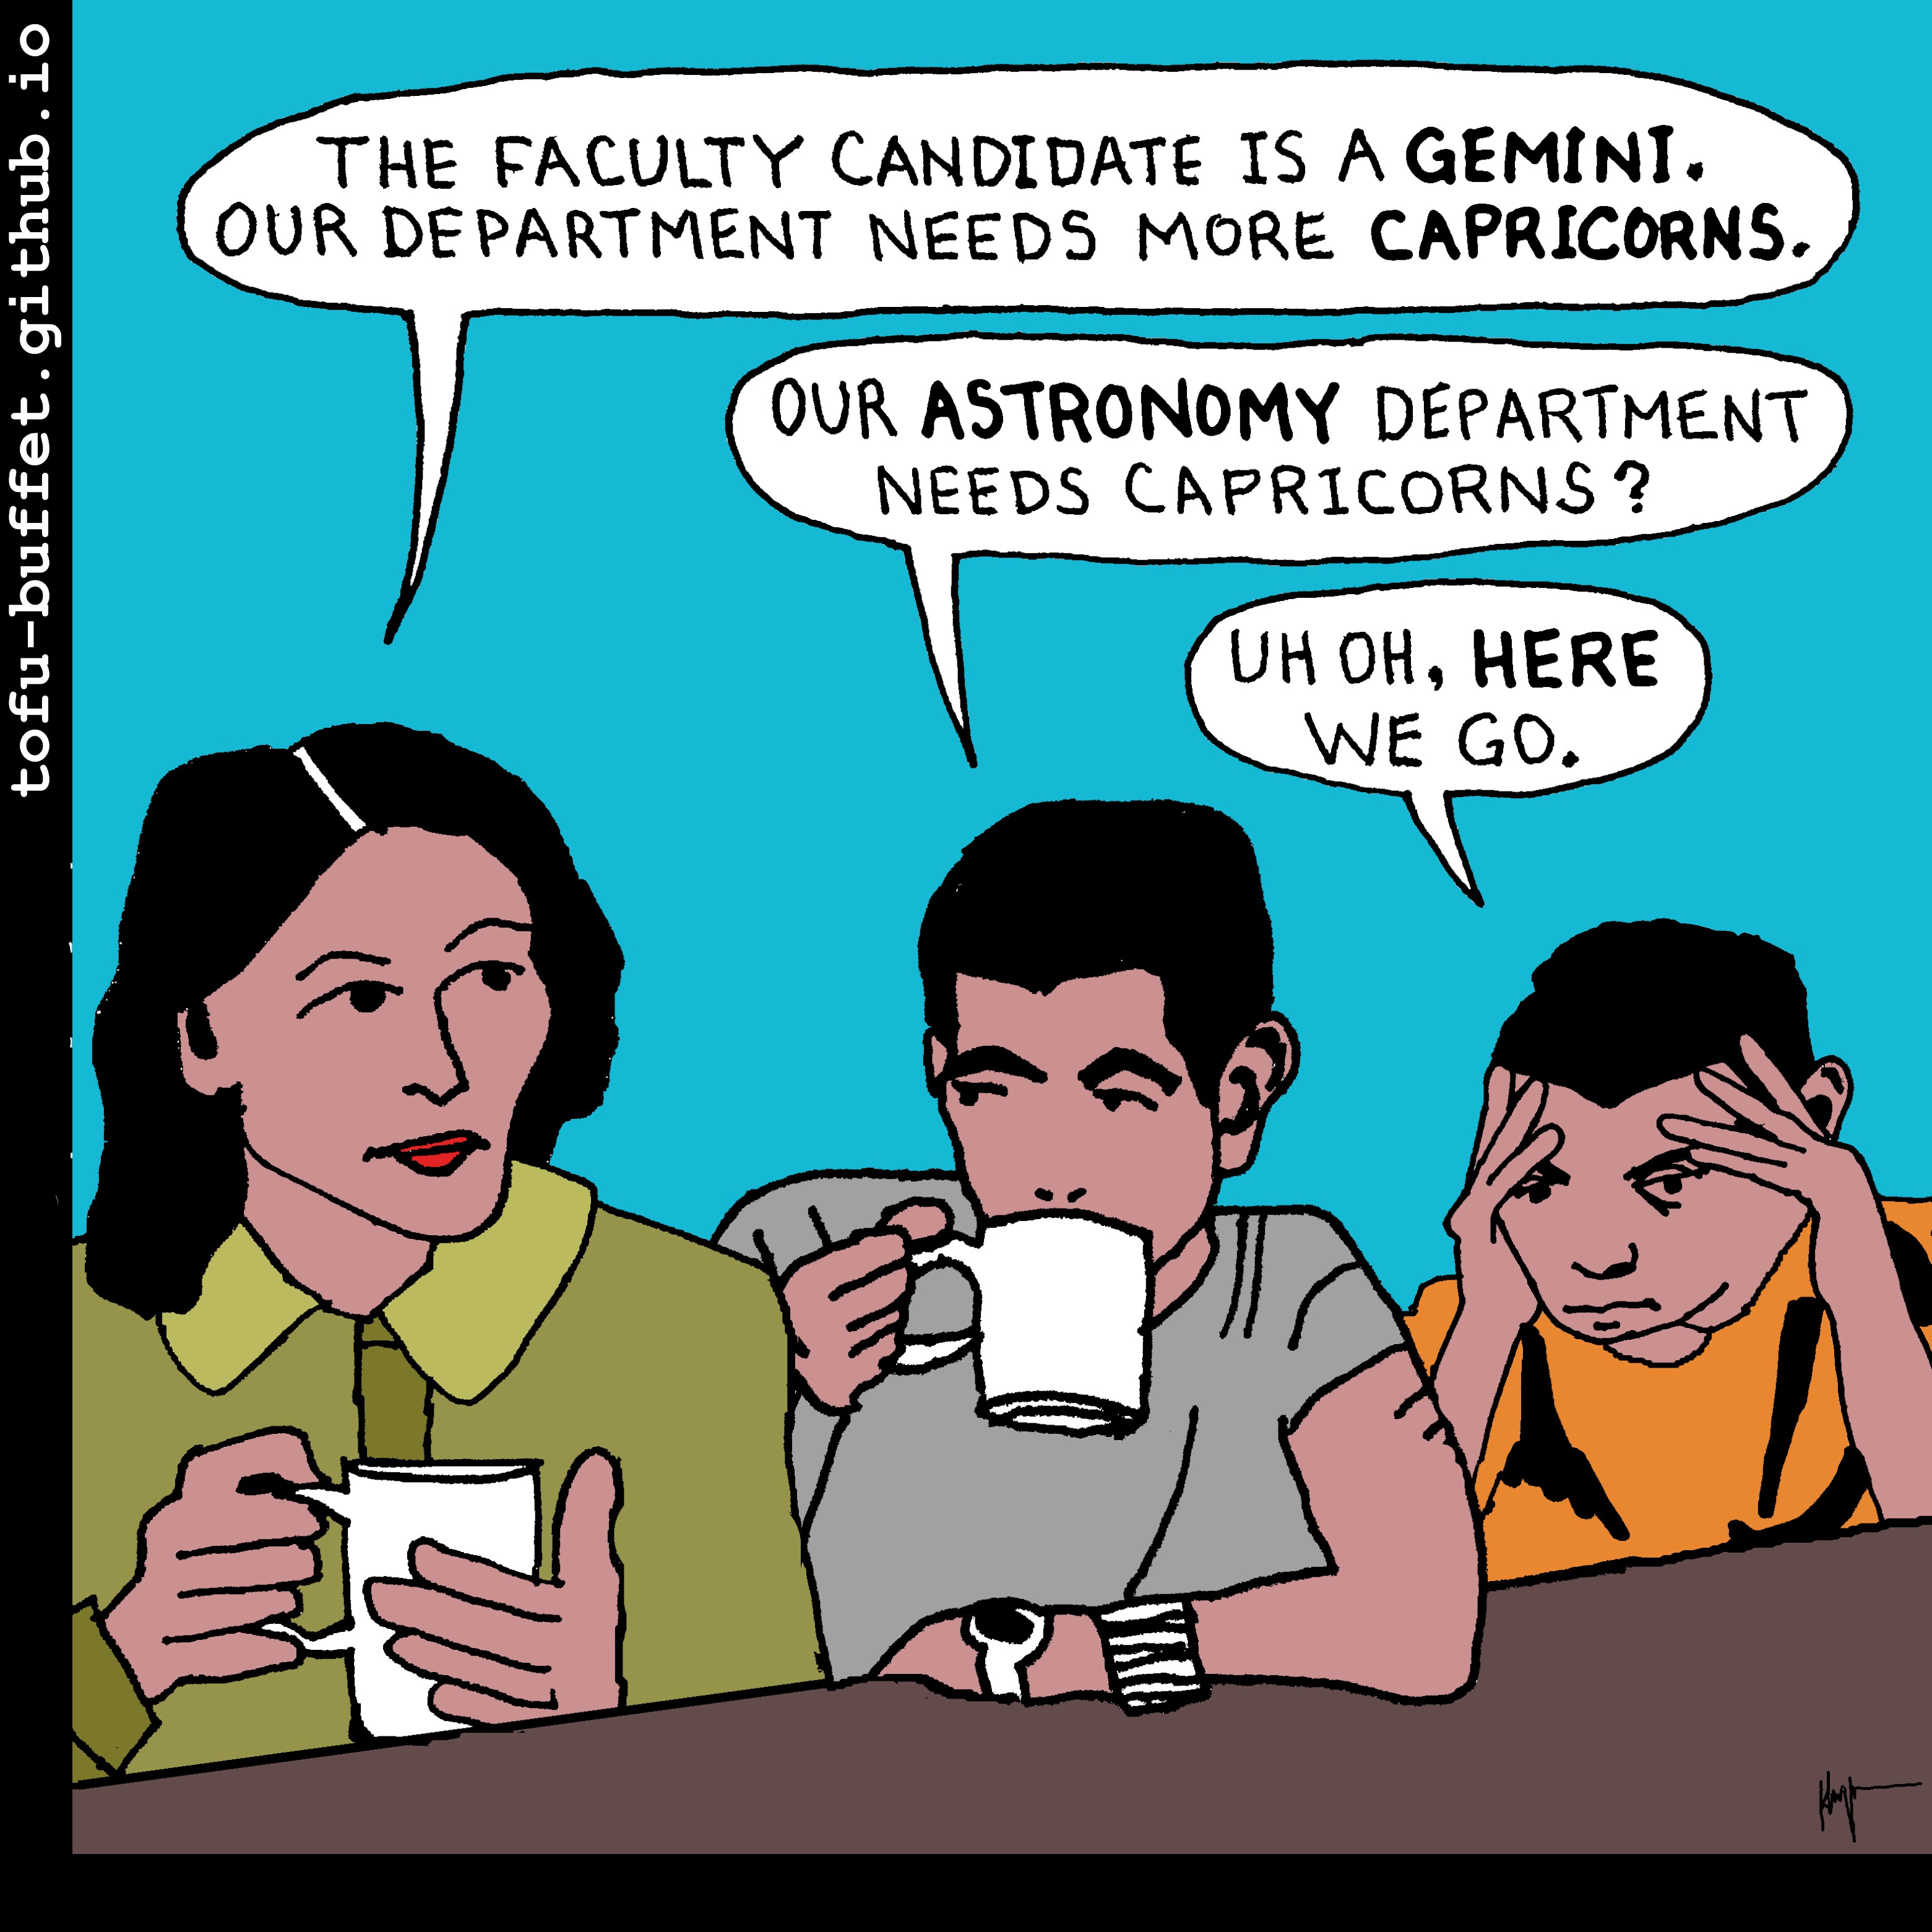 tofu-buffet.github.io
THE FACULTY CANDIDATE IS A GEMINI.
OUR DEPARTMENT NEEDS MORE CAPRICORNS.
OUR ASTRONOMY DEPARTMENT
NEEDS CAPRICORNS?
UH OH, HERE
WE GO.